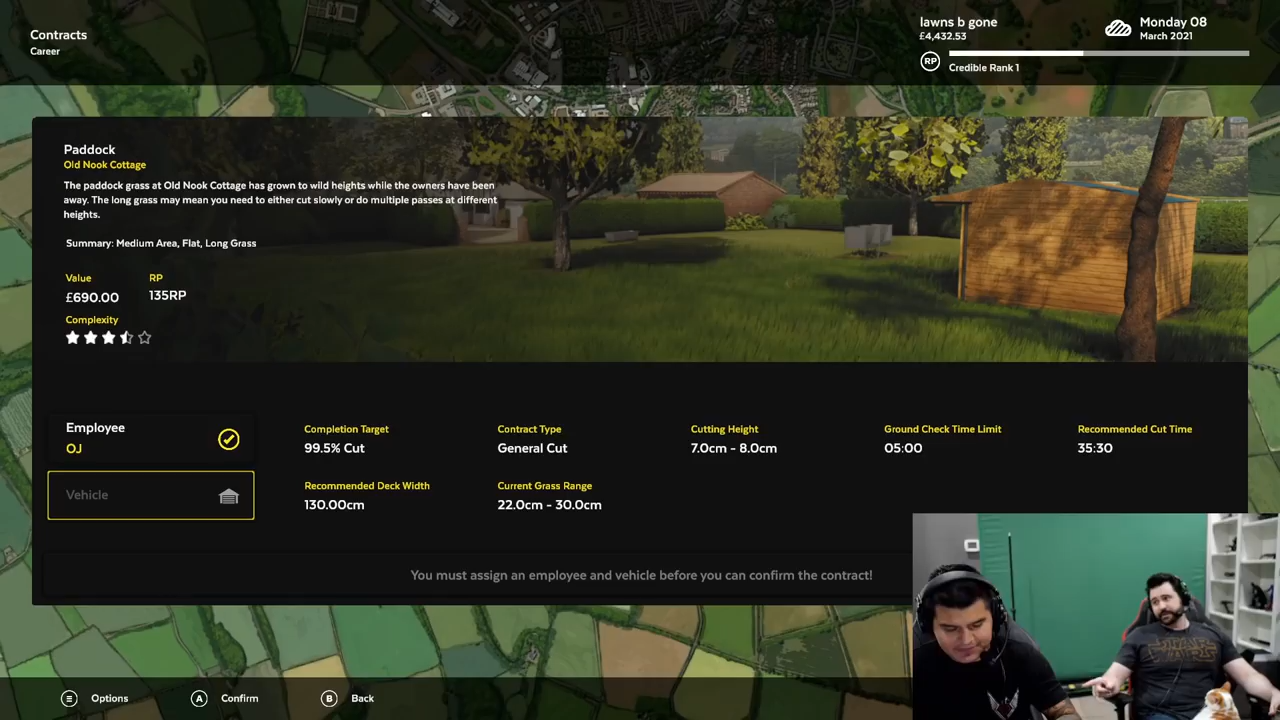 Contracts
Career
lawns b gone
£4,432.53
Monday 08
March 2021
RP
Credible Rank 1
Paddock
Old Nook Cottage
The paddock grass at Old Nook Cottage has grown to wild heights while the owners have been
away. The long grass may mean you need to either cut slowly or do multiple passes at different
heights.
Summary: Medium Area, Flat, Long Grass
Value
RP
£690.00
135RP
Complexity
Employee
OJ
Vehicle
Completion Target
99.5% Cut
Contract Type
General Cut
Cutting Height
7.0cm - 8.0cm
Ground Check Time Limit
05:00
Recommended Cut Time
35:30
Recommended Deck Width
130.00cm
Current Grass Range
22.0cm - 30.0cm
You must assign an employee and vehicle before you can confirm the contract!
STAR
WARS
Options
A Confirm
B Back